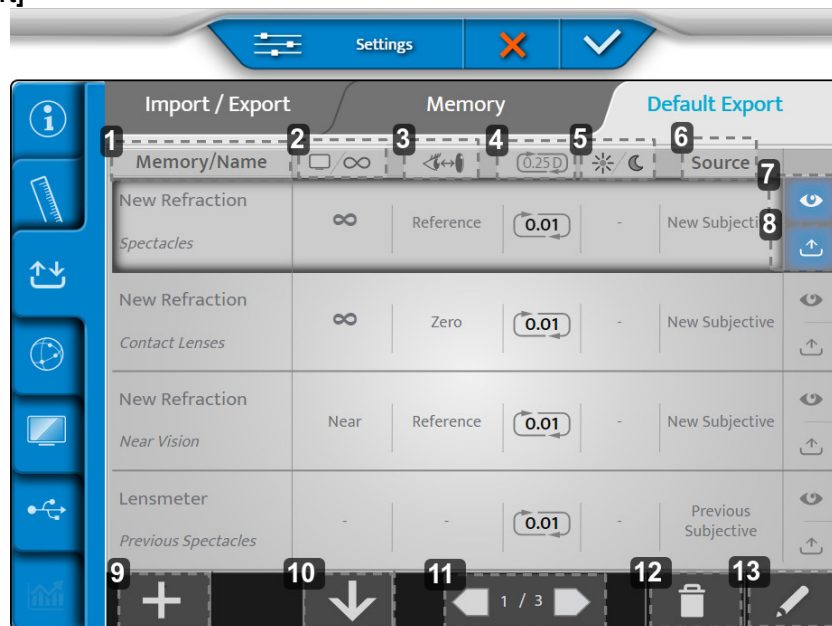 t]
Settings
Import / Export
Memory
Default Export
1
2
3
4
5
6
Memory/Name
0.25 D
Source
7
New Refraction
Spectacles
∞
Reference
0.01
-
New Subjecti
8
New Refraction
Contact Lenses
∞
Zero
0.01
-
New Subjective
New Refraction
Near Vision
Near
Reference
0.01
-
New Subjective
Lensmeter
Previous Spectacles
-
-
0.01
-
Previous
Subjective
9
10
11
12
13
1 / 3